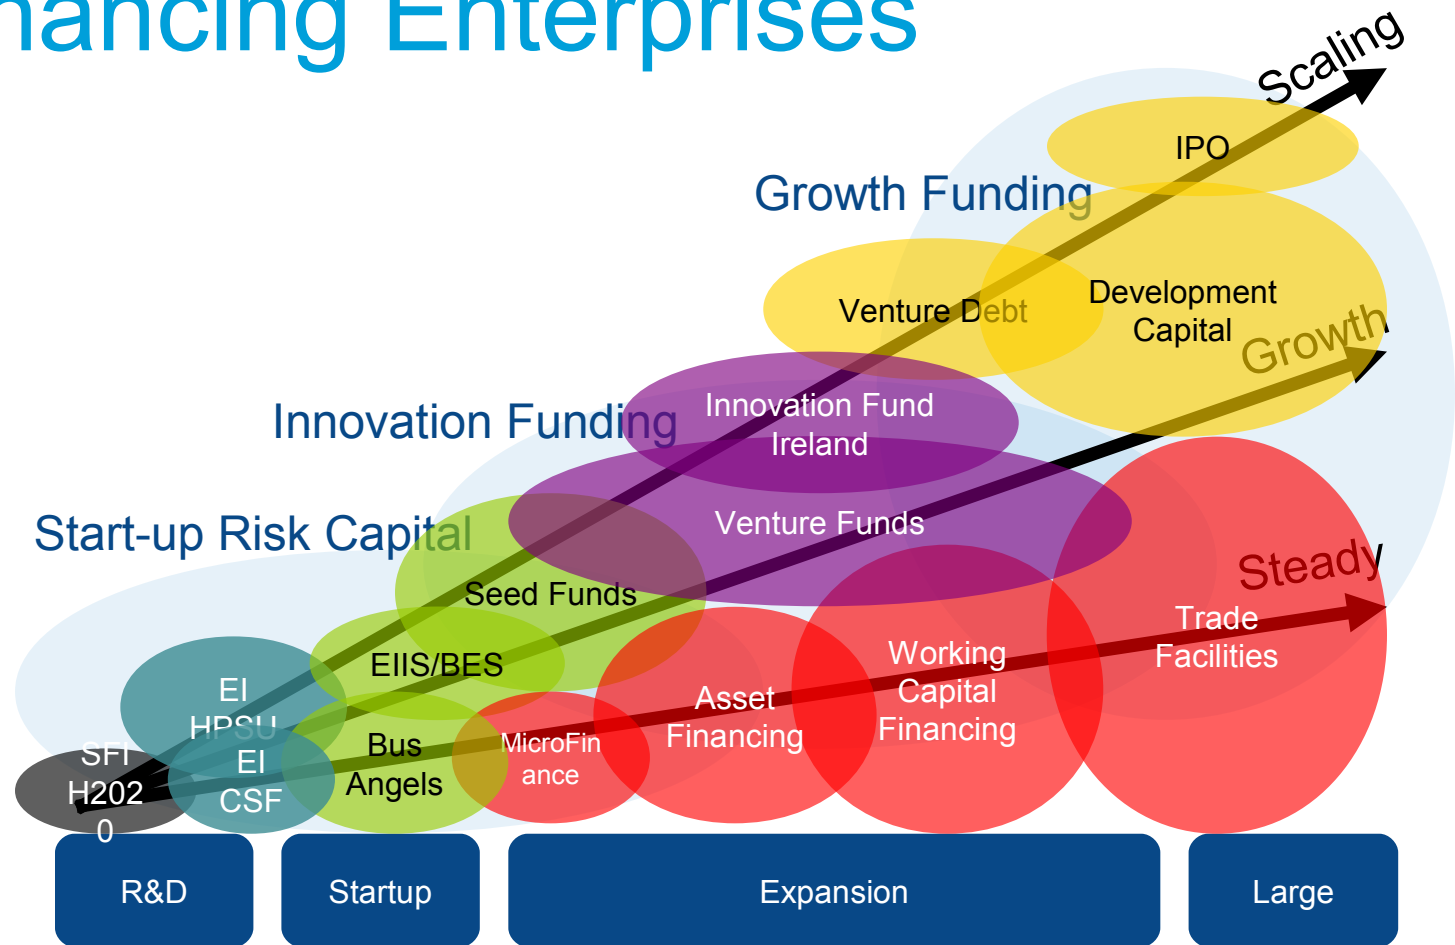 nancing Enterprises
Scaling
IPO
Growth Funding
Development
Capital
Venture Debt
Growth
Innovation Funding
Innovation Fund
Ireland
Start-up Risk Capital
Venture Funds
Steady
Seed Funds
Trade
Facilities
EIIS/BES
Working
Capital
Financing
EI
HPSU
Asset
Financing
Bus
Angels
MicroFin
ance
SFI
H202
0
EI
CSF
R&D
Startup
Expansion
Large